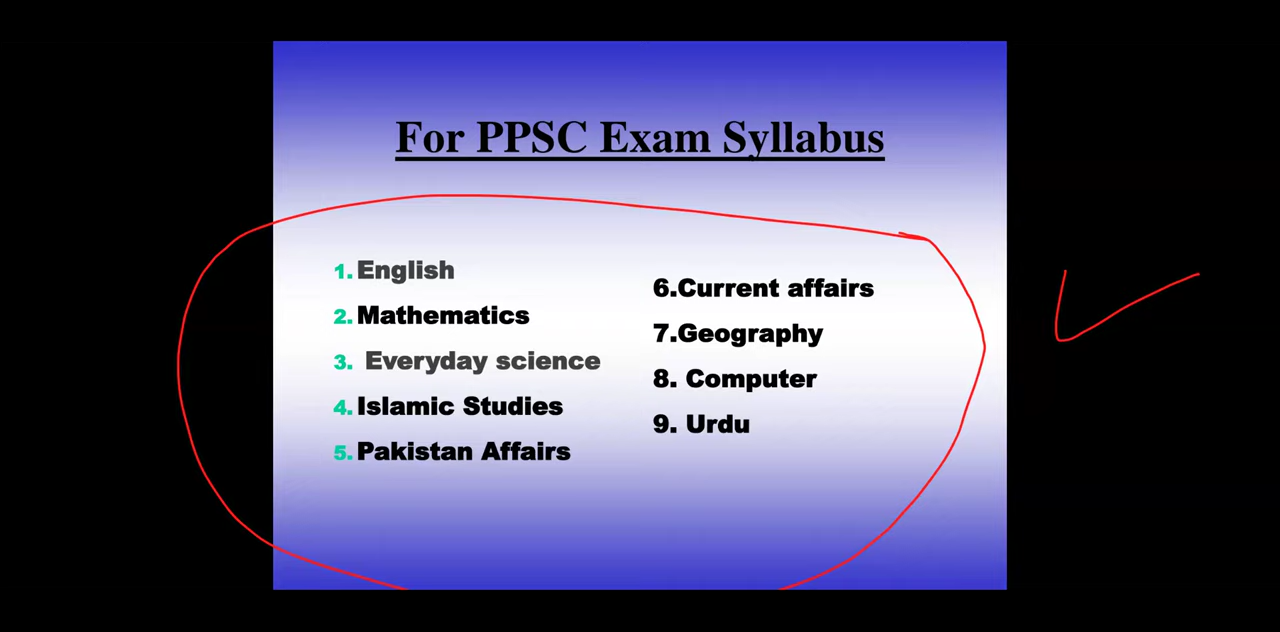 For PPSC Exam Syllabus
1. English
2. Mathematics
3. Everyday science
4. Islamic Studies
5. Pakistan Affairs
6.Current affairs
7.Geography
8. Computer
9. Urdu